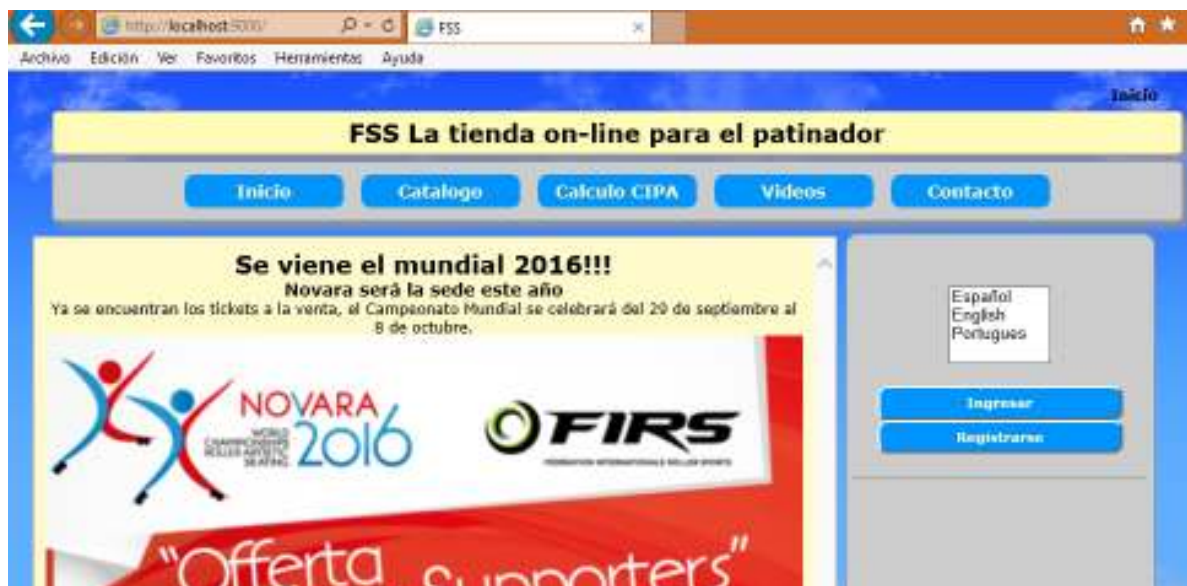 http://localhost:5000/
FSS
Archivo Edición Ver Favoritos Herramientas Ayuda
Inicio
FSS La tienda on-line para el patinador
Inicio Catalogo Calculo CIPA Videos Contacto
Se viene el mundial 2016!!!
Novara será la sede este año
Ya se encuentran los tickets a la venta, el Campeonato Mundial se celebrará del 29 de septiembre al
8 de octubre.
Español
English
Portugues
Ingresar
Registrarse
NOVARA
WORLD
CHAMPIONSHIPS
ROLLER ARTISTIC
SKATING
2016
FIRS
FEDERATION INTERNATIONALE ROLLER SPORTS
"Offerta
Supporters"